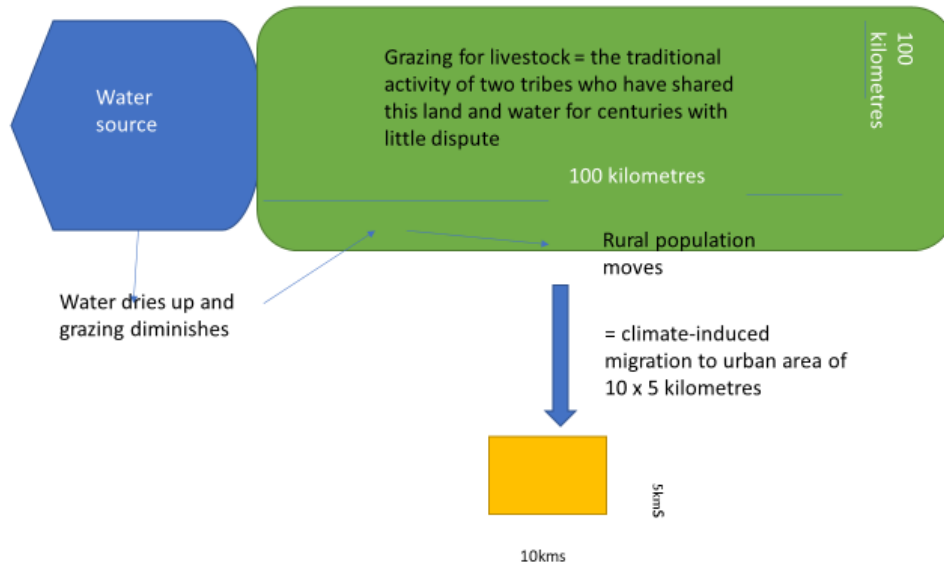 Water
source
Grazing for livestock = the traditional
activity of two tribes who have shared
this land and water for centuries with
little dispute
100
kilometres
100 kilometres
Rural population
moves
Water dries up and
grazing diminishes
= climate-induced
migration to urban area of
10 x 5 kilometres
5kmS
10kms